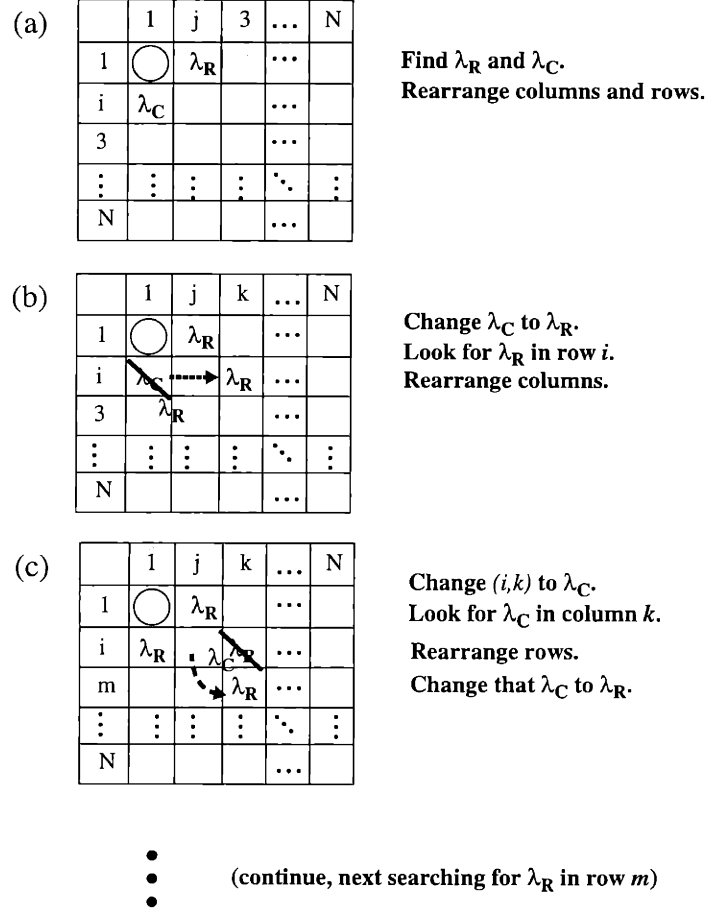 (a)
1 j 3 ... N
1 λR ...
i λC ...
3 ...
⋮ ⋮ ⋮ ⋮ ⋱ ⋮
N ...
Find λR and λC.
Rearrange columns and rows.
(b)
1 j k ... N
1 λR ...
i λC λR ...
3 λR ...
⋮ ⋮ ⋮ ⋮ ⋱ ⋮
N ...
Change λC to λR.
Look for λR in row i.
Rearrange columns.
(c)
1 j k ... N
1 λR ...
i λR λC λR ...
m λR ...
⋮ ⋮ ⋮ ⋮ ⋱ ⋮
N ...
Change (i,k) to λC.
Look for λC in column k.
Rearrange rows.
Change that λC to λR.
⋮ (continue, next searching for λR in row m)